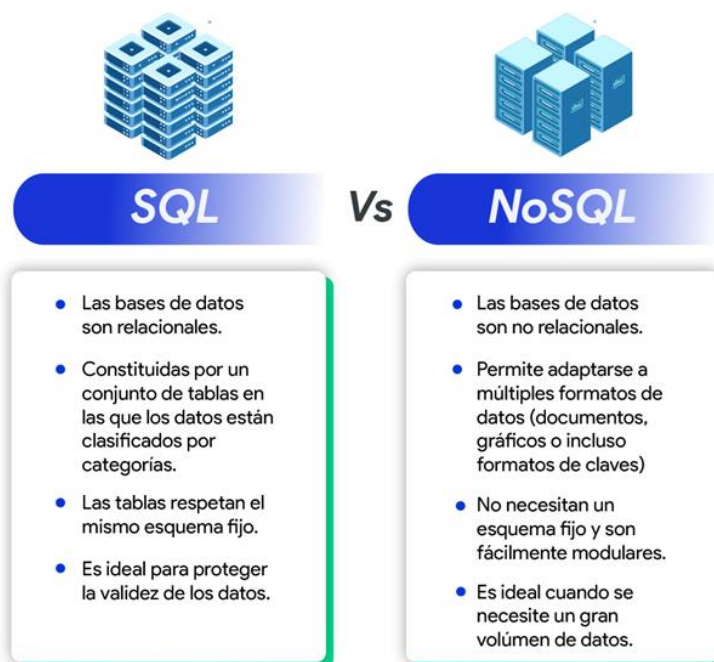 SQL
Vs
NoSQL
• Las bases de datos
son relacionales.
• Constituidas por un
conjunto de tablas en
las que los datos están
clasificados por
categorías.
• Las tablas respetan el
mismo esquema fijo.
• Es ideal para proteger
la validez de los datos.
• Las bases de datos
son no relacionales.
• Permite adaptarse a
múltiples formatos de
datos (documentos,
gráficos o incluso
formatos de claves)
• No necesitan un
esquema fijo y son
fácilmente modulares.
• Es ideal cuando se
necesite un gran
volúmen de datos.